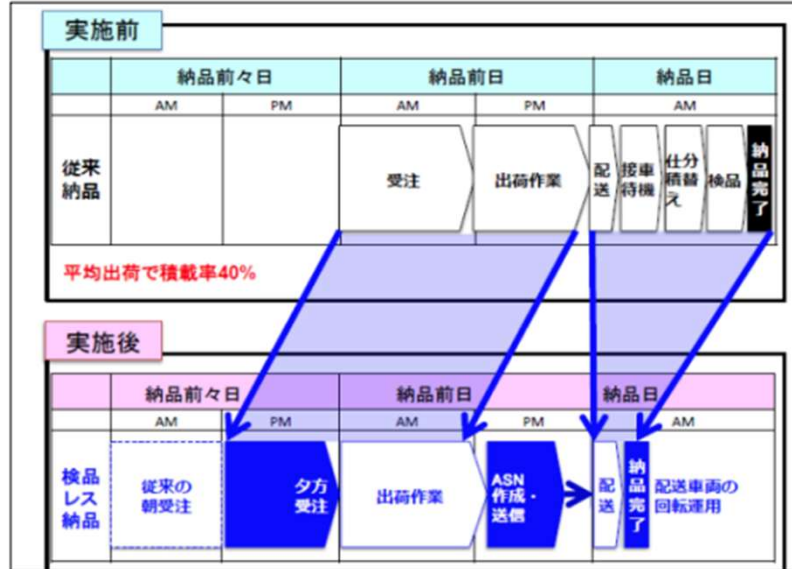 実施前
納品前々日 納品前日 納品日
AM PM AM PM AM
従来
納品
受注
出荷作業
配
送
接車
待機
仕分
積替
え
検品
納
品
完
了
平均出荷で積載率40%
実施後
納品前々日 納品前日 納品日
AM PM AM PM AM
検品
レス
納品
従来の
朝受注
夕方
受注
出荷作業
ASN
作成・
送信
配
送
納
品
完
了
配送車両の
回転運用